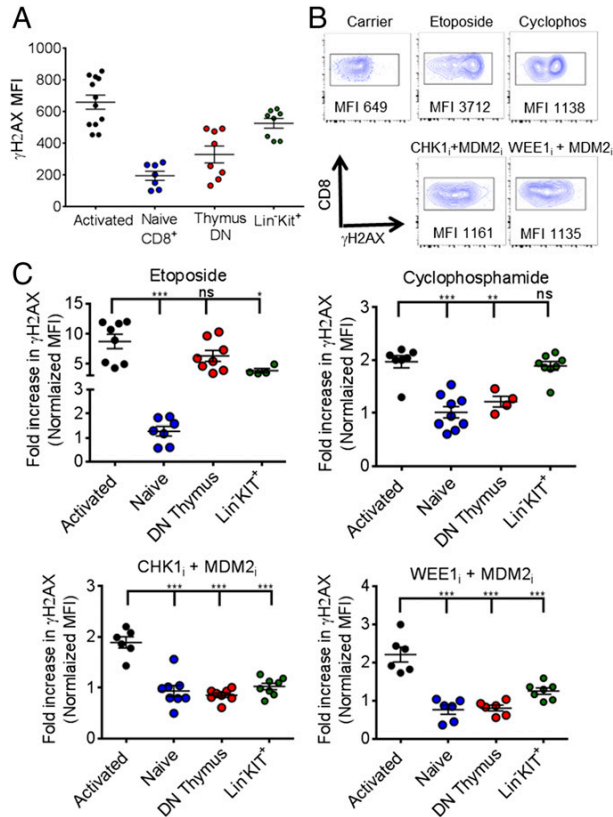 A
γH2AX MFI
1000
800
600
400
200
0
Activated
Naive
CD8⁺
Thymus
DN
Lin⁻Kit⁺
B
Carrier
Etoposide
Cyclophos
MFI 649
MFI 3712
MFI 1138
CHK1ᵢ+MDM2ᵢ
WEE1ᵢ + MDM2ᵢ
MFI 1161
MFI 1135
CD8
γH2AX
C
Etoposide
Fold increase in γH2AX
(Normlaized MFI)
15
10
5
3
2
1
0
***
ns
*
Activated
Naive
DN Thymus
Lin⁻KIT⁺
Cyclophosphamide
Fold increase in γH2AX
(Normlaized MFI)
3
2
1
0
***
**
ns
Activated
Naive
DN Thymus
Lin⁻KIT⁺
CHK1ᵢ + MDM2ᵢ
Fold increase in γH2AX
(Normlaized MFI)
3
2
1
0
***
***
***
Activated
Naive
DN Thymus
Lin⁻KIT⁺
WEE1ᵢ + MDM2ᵢ
Fold increase in γH2AX
(Normlaized MFI)
4
3
2
1
0
***
***
***
Activated
Naive
DN Thymus
Lin⁻KIT⁺